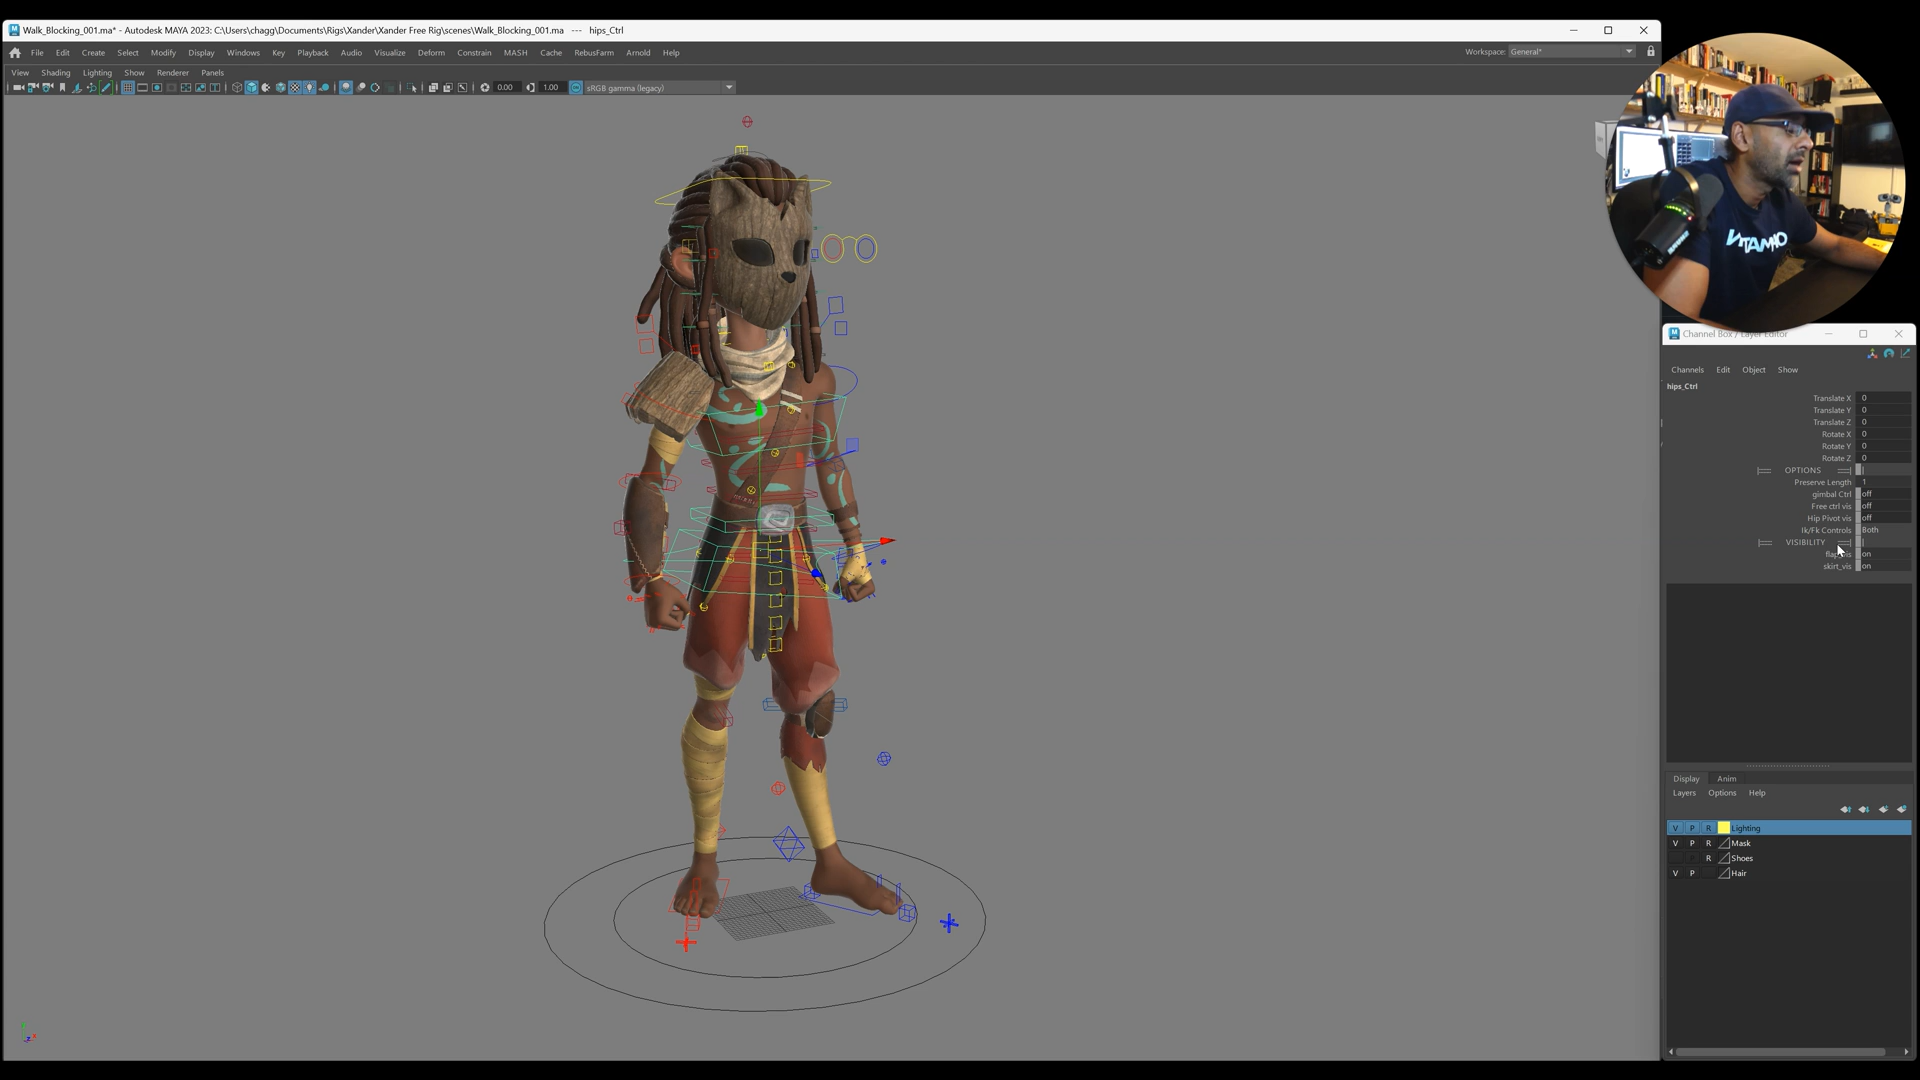 Walk_Blocking_001.ma* - Autodesk MAYA 2023: C:\Users\chagg\Documents\Rigs\Xander\Xander Free Rig\scenes\Walk_Blocking_001.ma --- hips_Ctrl
File Edit Create Select Modify Display Windows Key Playback Audio Visualize Deform Constrain MASH Cache RebusFarm Arnold Help
Workspace: General*
View Shading Lighting Show Renderer Panels
0.00 1.00 sRGB gamma (legacy)
Channel Box / Layer Editor
Channels Edit Object Show
hips_Ctrl
Translate X 0
Translate Y 0
Translate Z 0
Rotate X 0
Rotate Y 0
Rotate Z 0
OPTIONS
Preserve Length 1
gimbal Ctrl off
Free ctrl vis off
Hip Pivot vis off
Ik/Fk Controls Both
VISIBILITY
on
skirt_vis on
Display Anim
Layers Options Help
V P R Lighting
V P R Mask
R Shoes
V P Hair